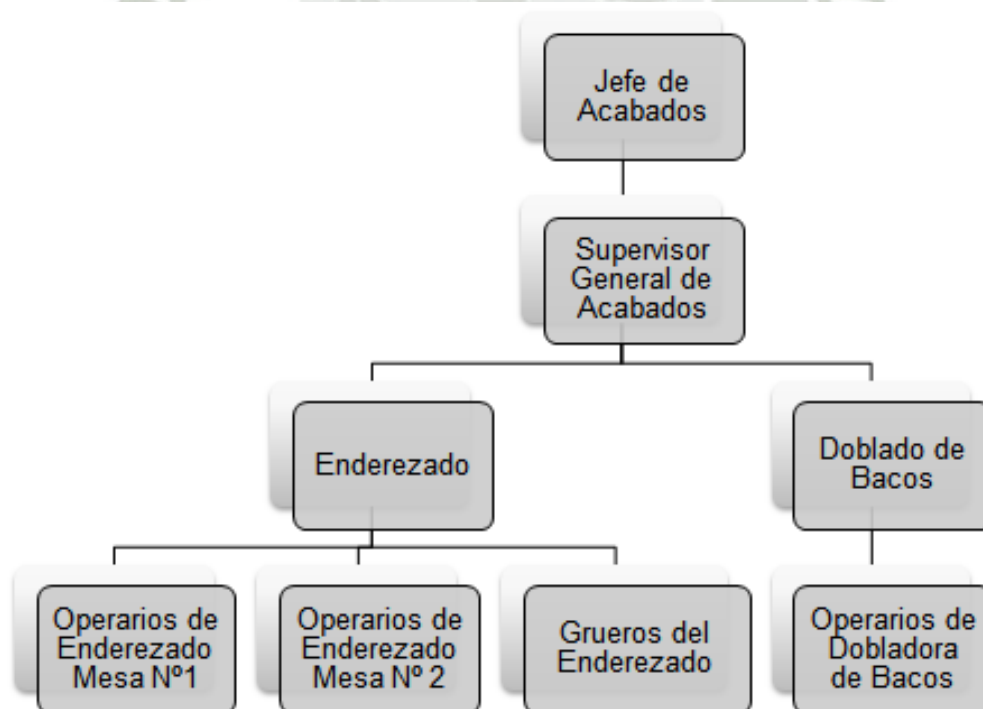 Jefe de
Acabados
Supervisor
General de
Acabados
Enderezado
Doblado de
Bacos
Operarios de
Enderezado
Mesa Nº1
Operarios de
Enderezado
Mesa Nº 2
Grueros del
Enderezado
Operarios de
Dobladora
de Bacos